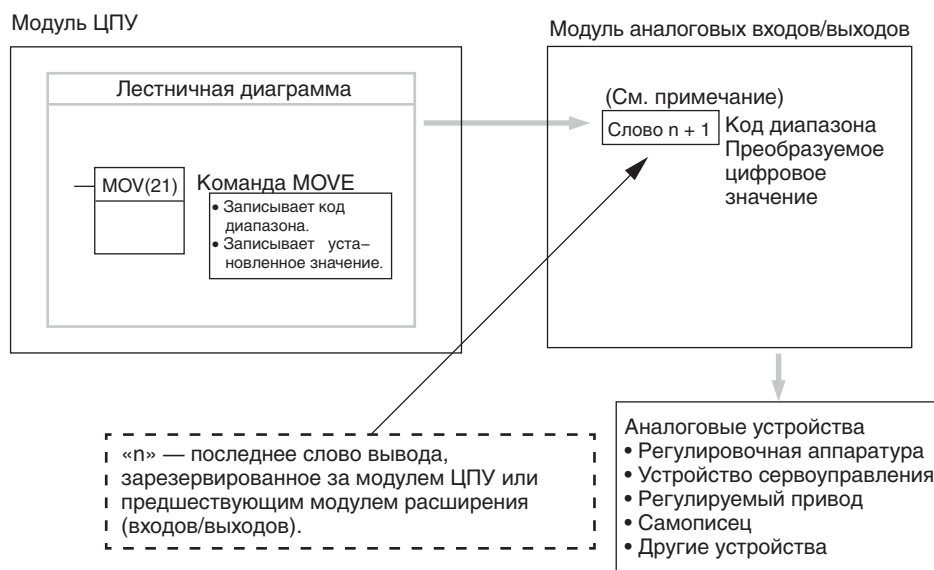 Модуль ЦПУ
Лестничная диаграмма
MOV(21)
Команда MOVE
• Записывает код
диапазона.
• Записывает уста–
новленное значение.
Модуль аналоговых входов/выходов
(См. примечание)
Слово n + 1
Код диапазона
Преобразуемое
цифровое
значение
«n» — последнее слово вывода,
зарезервированное за модулем ЦПУ или
предшествующим модулем расширения
(входов/выходов).
Аналоговые устройства
• Регулировочная аппаратура
• Устройство сервоуправления
• Регулируемый привод
• Самописец
• Другие устройства